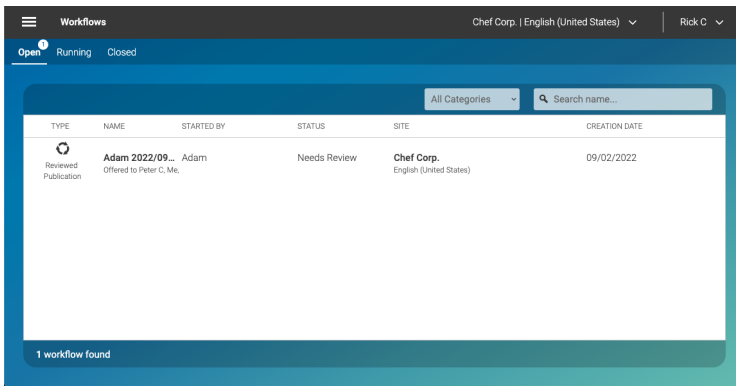 Workflows
Chef Corp. | English (United States)
Rick C
Open 1 Running Closed
All Categories
Search name...
TYPE NAME STARTED BY STATUS SITE CREATION DATE
Reviewed
Publication
Adam 2022/09... Adam Needs Review Chef Corp. 09/02/2022
Offered to Peter C, Me, English (United States)
1 workflow found